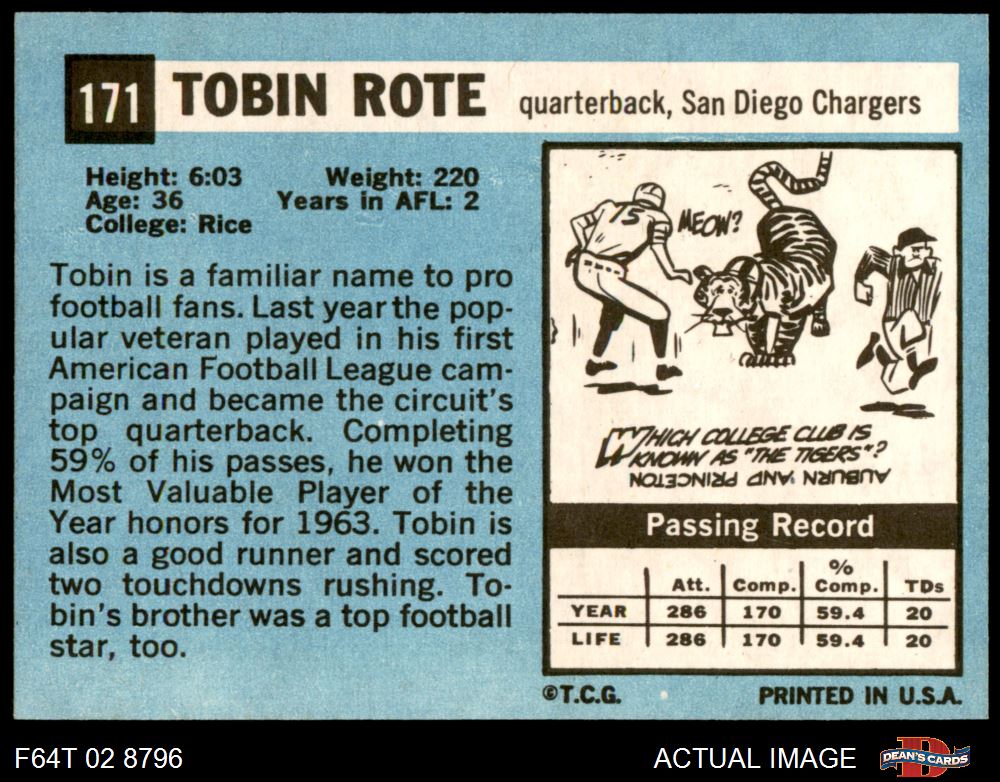 171 TOBIN ROTE quarterback, San Diego Chargers
Height: 6:03 Weight: 220
Age: 36 Years in AFL: 2
College: Rice
Tobin is a familiar name to pro
football fans. Last year the pop-
ular veteran played in his first
American Football League cam-
paign and became the circuit's
top quarterback. Completing
59% of his passes, he won the
Most Valuable Player of the
Year honors for 1963. Tobin is
also a good runner and scored
two touchdowns rushing. To-
bin's brother was a top football
star, too.
15
MEOW?
WHICH COLLEGE CLUB IS
KNOWN AS "THE TIGERS"?
AUBURN AND PRINCETON
Passing Record
Att. Comp. % Comp. TDs
YEAR 286 170 59.4 20
LIFE 286 170 59.4 20
©T.C.G. PRINTED IN U.S.A.
F64T 02 8796 ACTUAL IMAGE DEAN'S CARDS